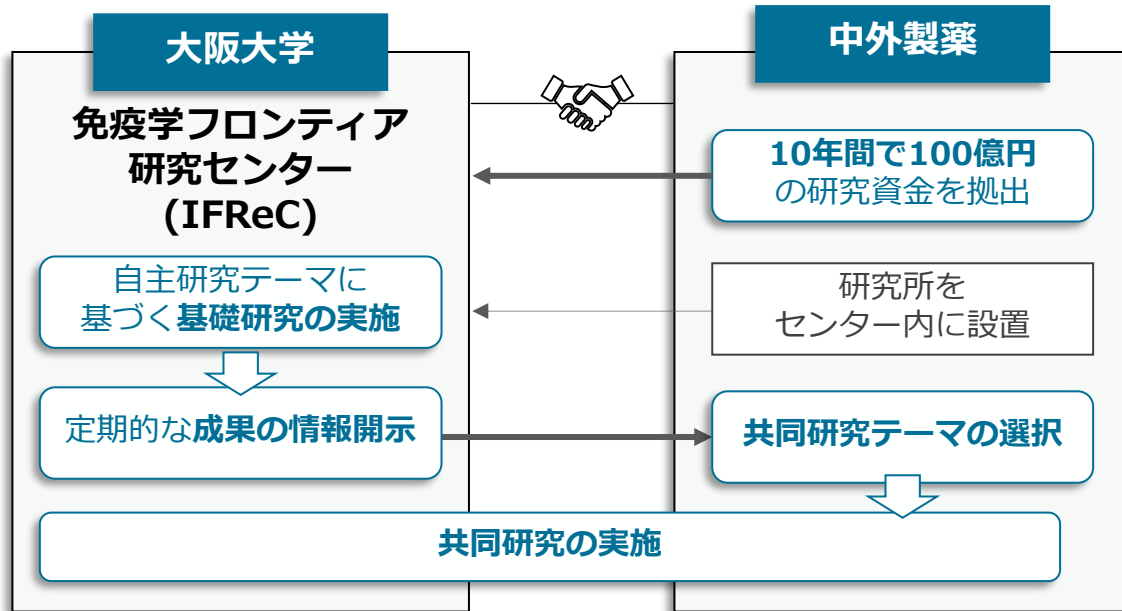 大阪大学
免疫学フロンティア
研究センター
(IFReC)
自主研究テーマに
基づく基礎研究の実施
定期的な成果の情報開示
中外製薬
10年間で100億円
の研究資金を拠出
研究所を
センター内に設置
共同研究テーマの選択
共同研究の実施